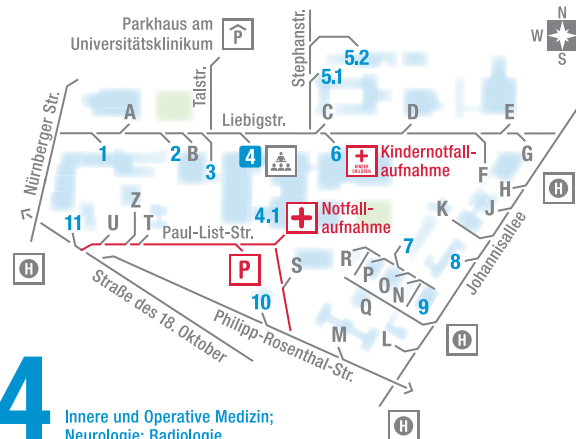 Parkhaus am
Universitätsklinikum
P
N
W
S
Stephanstr.
5.2
5.1
Talstr.
Nürnberger Str.
A
Liebigstr.
C
D
E
1
2
B
3
4
6
KINDER
CHILDREN
Kindernotfall-
aufnahme
F
G
H
H
Z
11
U
T
Paul-List-Str.
4.1
Notfall-
aufnahme
K
J
Johannisallee
7
8
H
P
S
R
P
O
N
9
Q
10
Straße des 18. Oktober
Philipp-Rosenthal-Str.
M
L
H
H
4
Innere und Operative Medizin;
Neurologie; Radiologie